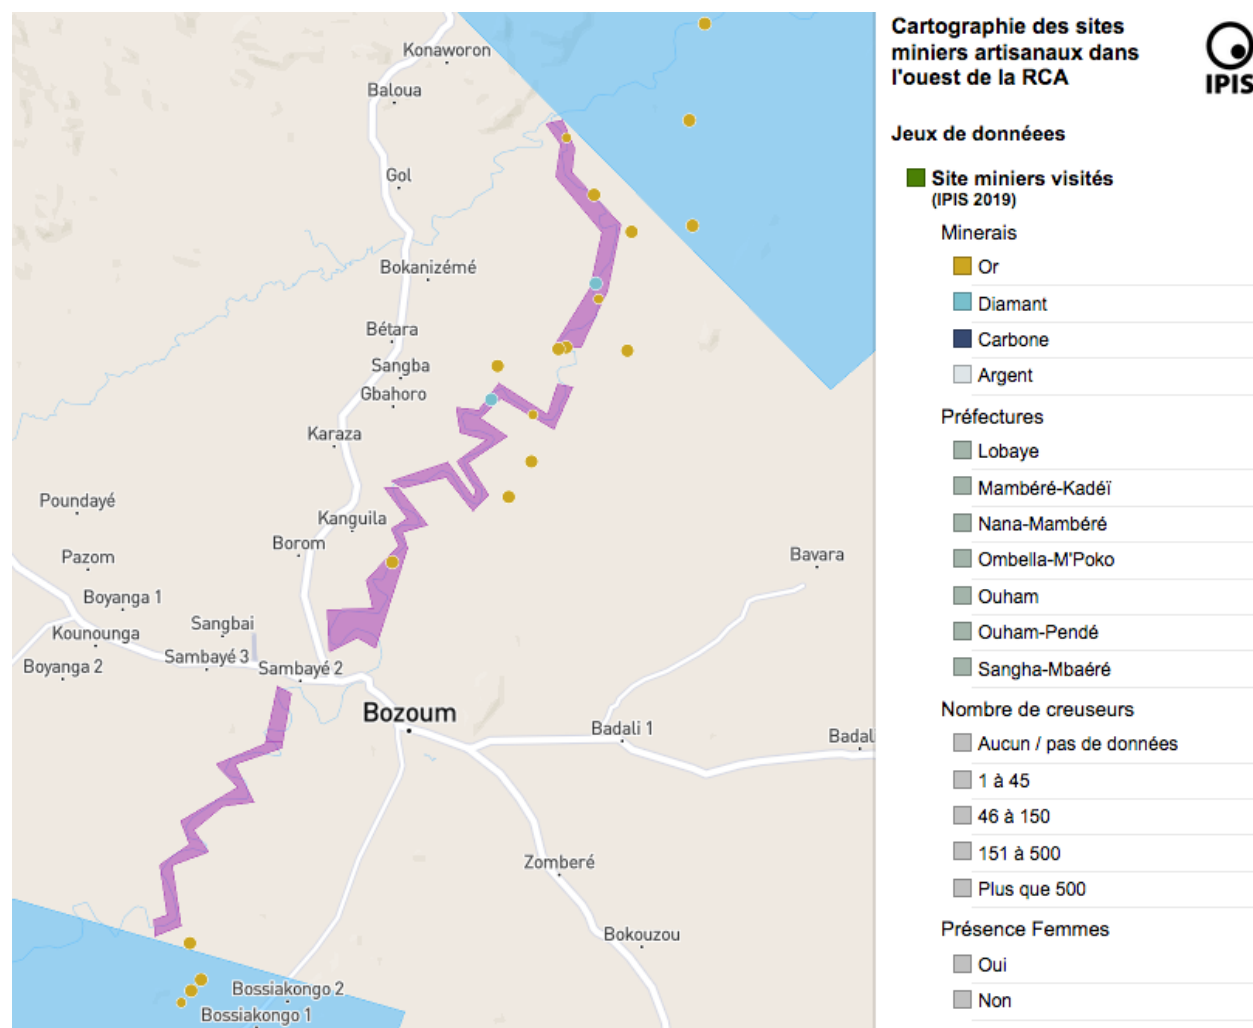 Konaworon
Baloua
Gol
Bokanizémé
Bétara
Sangba
Gbahoro
Karaza
Poundayé
Kanguila
Borom
Pazom
Bavara
Boyanga 1
Sangbai
Kounounga
Sambayé 3
Boyanga 2
Sambayé 2
Bozoum
Badali 1
Badal
Zomberé
Bokouzou
Bossiakongo 2
Bossiakongo 1
Cartographie des sites
miniers artisanaux dans
l'ouest de la RCA
IPIS
Jeux de donnéees
Site miniers visités
(IPIS 2019)
Minerais
Or
Diamant
Carbone
Argent
Préfectures
Lobaye
Mambéré-Kadéï
Nana-Mambéré
Ombella-M'Poko
Ouham
Ouham-Pendé
Sangha-Mbaéré
Nombre de creuseurs
Aucun / pas de données
1 à 45
46 à 150
151 à 500
Plus que 500
Présence Femmes
Oui
Non